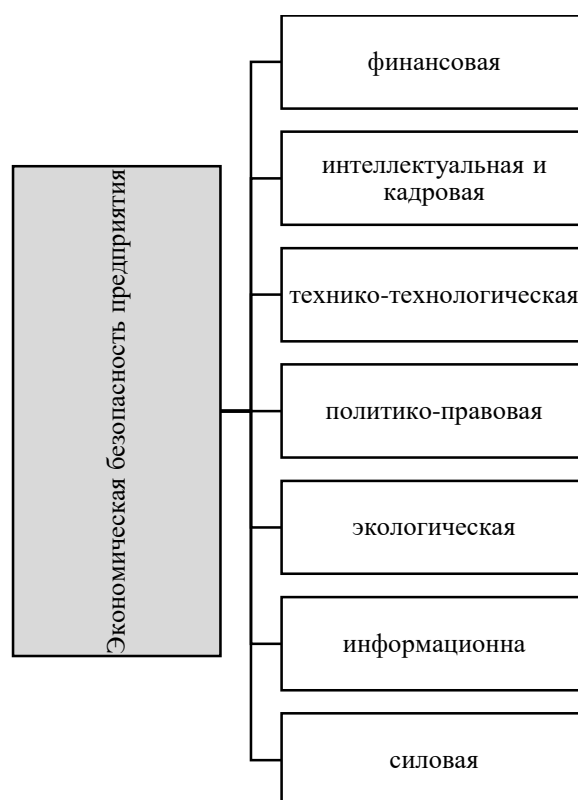 Экономическая безопасность предприятия
финансовая
интеллектуальная и
кадровая
технико-технологическая
политико-правовая
экологическая
информационна
силовая